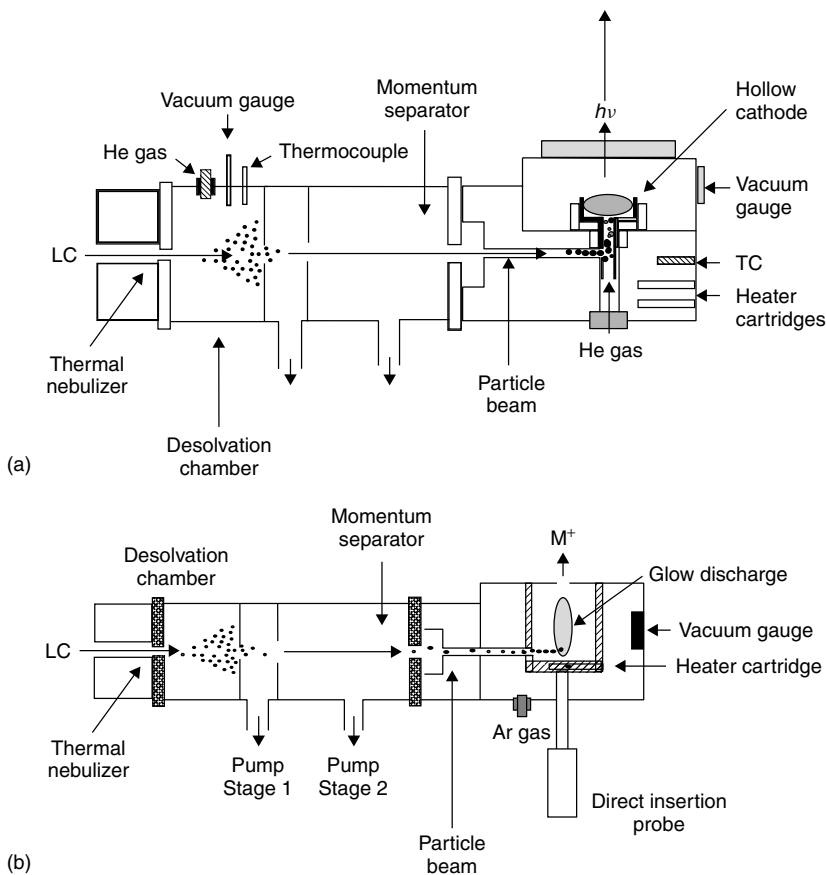 Momentum
separator
Hollow
cathode
Vacuum gauge
hν
He gas
Thermocouple
Vacuum
gauge
LC
TC
Heater
cartridges
He gas
Thermal
nebulizer
Particle
beam
Desolvation
chamber
(a)
Momentum
separator
M+
Desolvation
chamber
Glow discharge
Vacuum gauge
LC
Heater cartridge
Ar gas
Thermal
nebulizer
Pump
Stage 1
Pump
Stage 2
Direct insertion
probe
Particle
beam
(b)